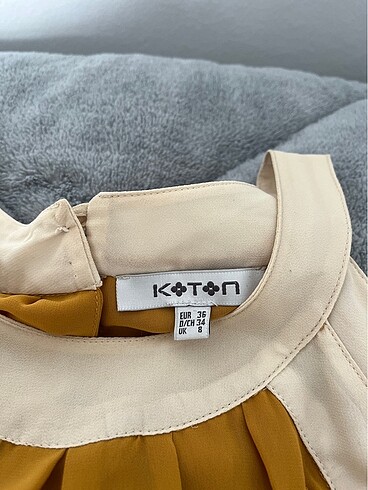 KOTON
EUR 36
D/CH 34
UK 8